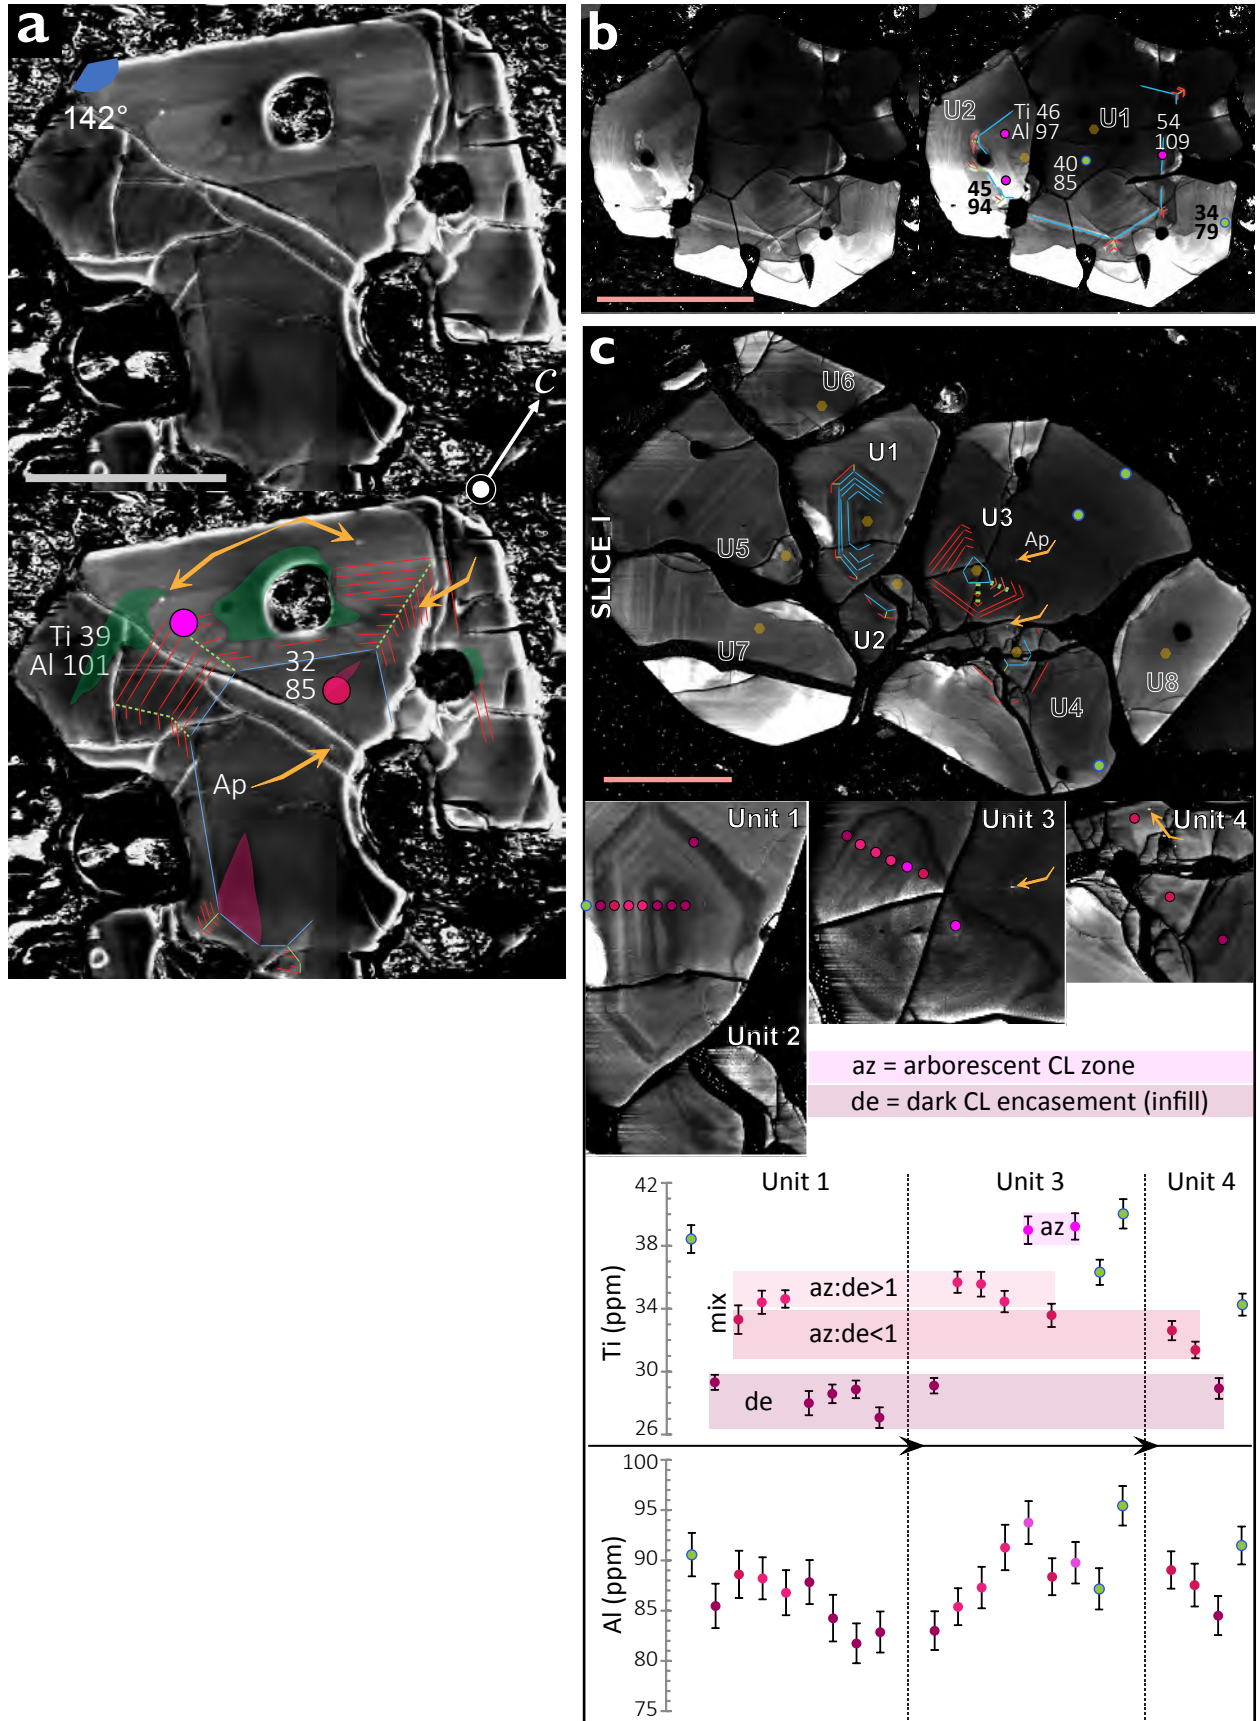 a
142°
c
Ti 39
Al 101
32
85
Ap
b
U2
Ti 46
Al 97
U1
54
109
40
85
45
94
34
79
c
SLICE I
U6
U1
U5
U3
Ap
U2
U7
U4
U8
Unit 1
Unit 2
Unit 3
Unit 4
az = arborescent CL zone
de = dark CL encasement (infill)
Unit 1
Unit 3
Unit 4
Ti (ppm)
42
38
34
30
26
mix
az
az:de>1
az:de<1
de
Al (ppm)
100
95
90
85
80
75